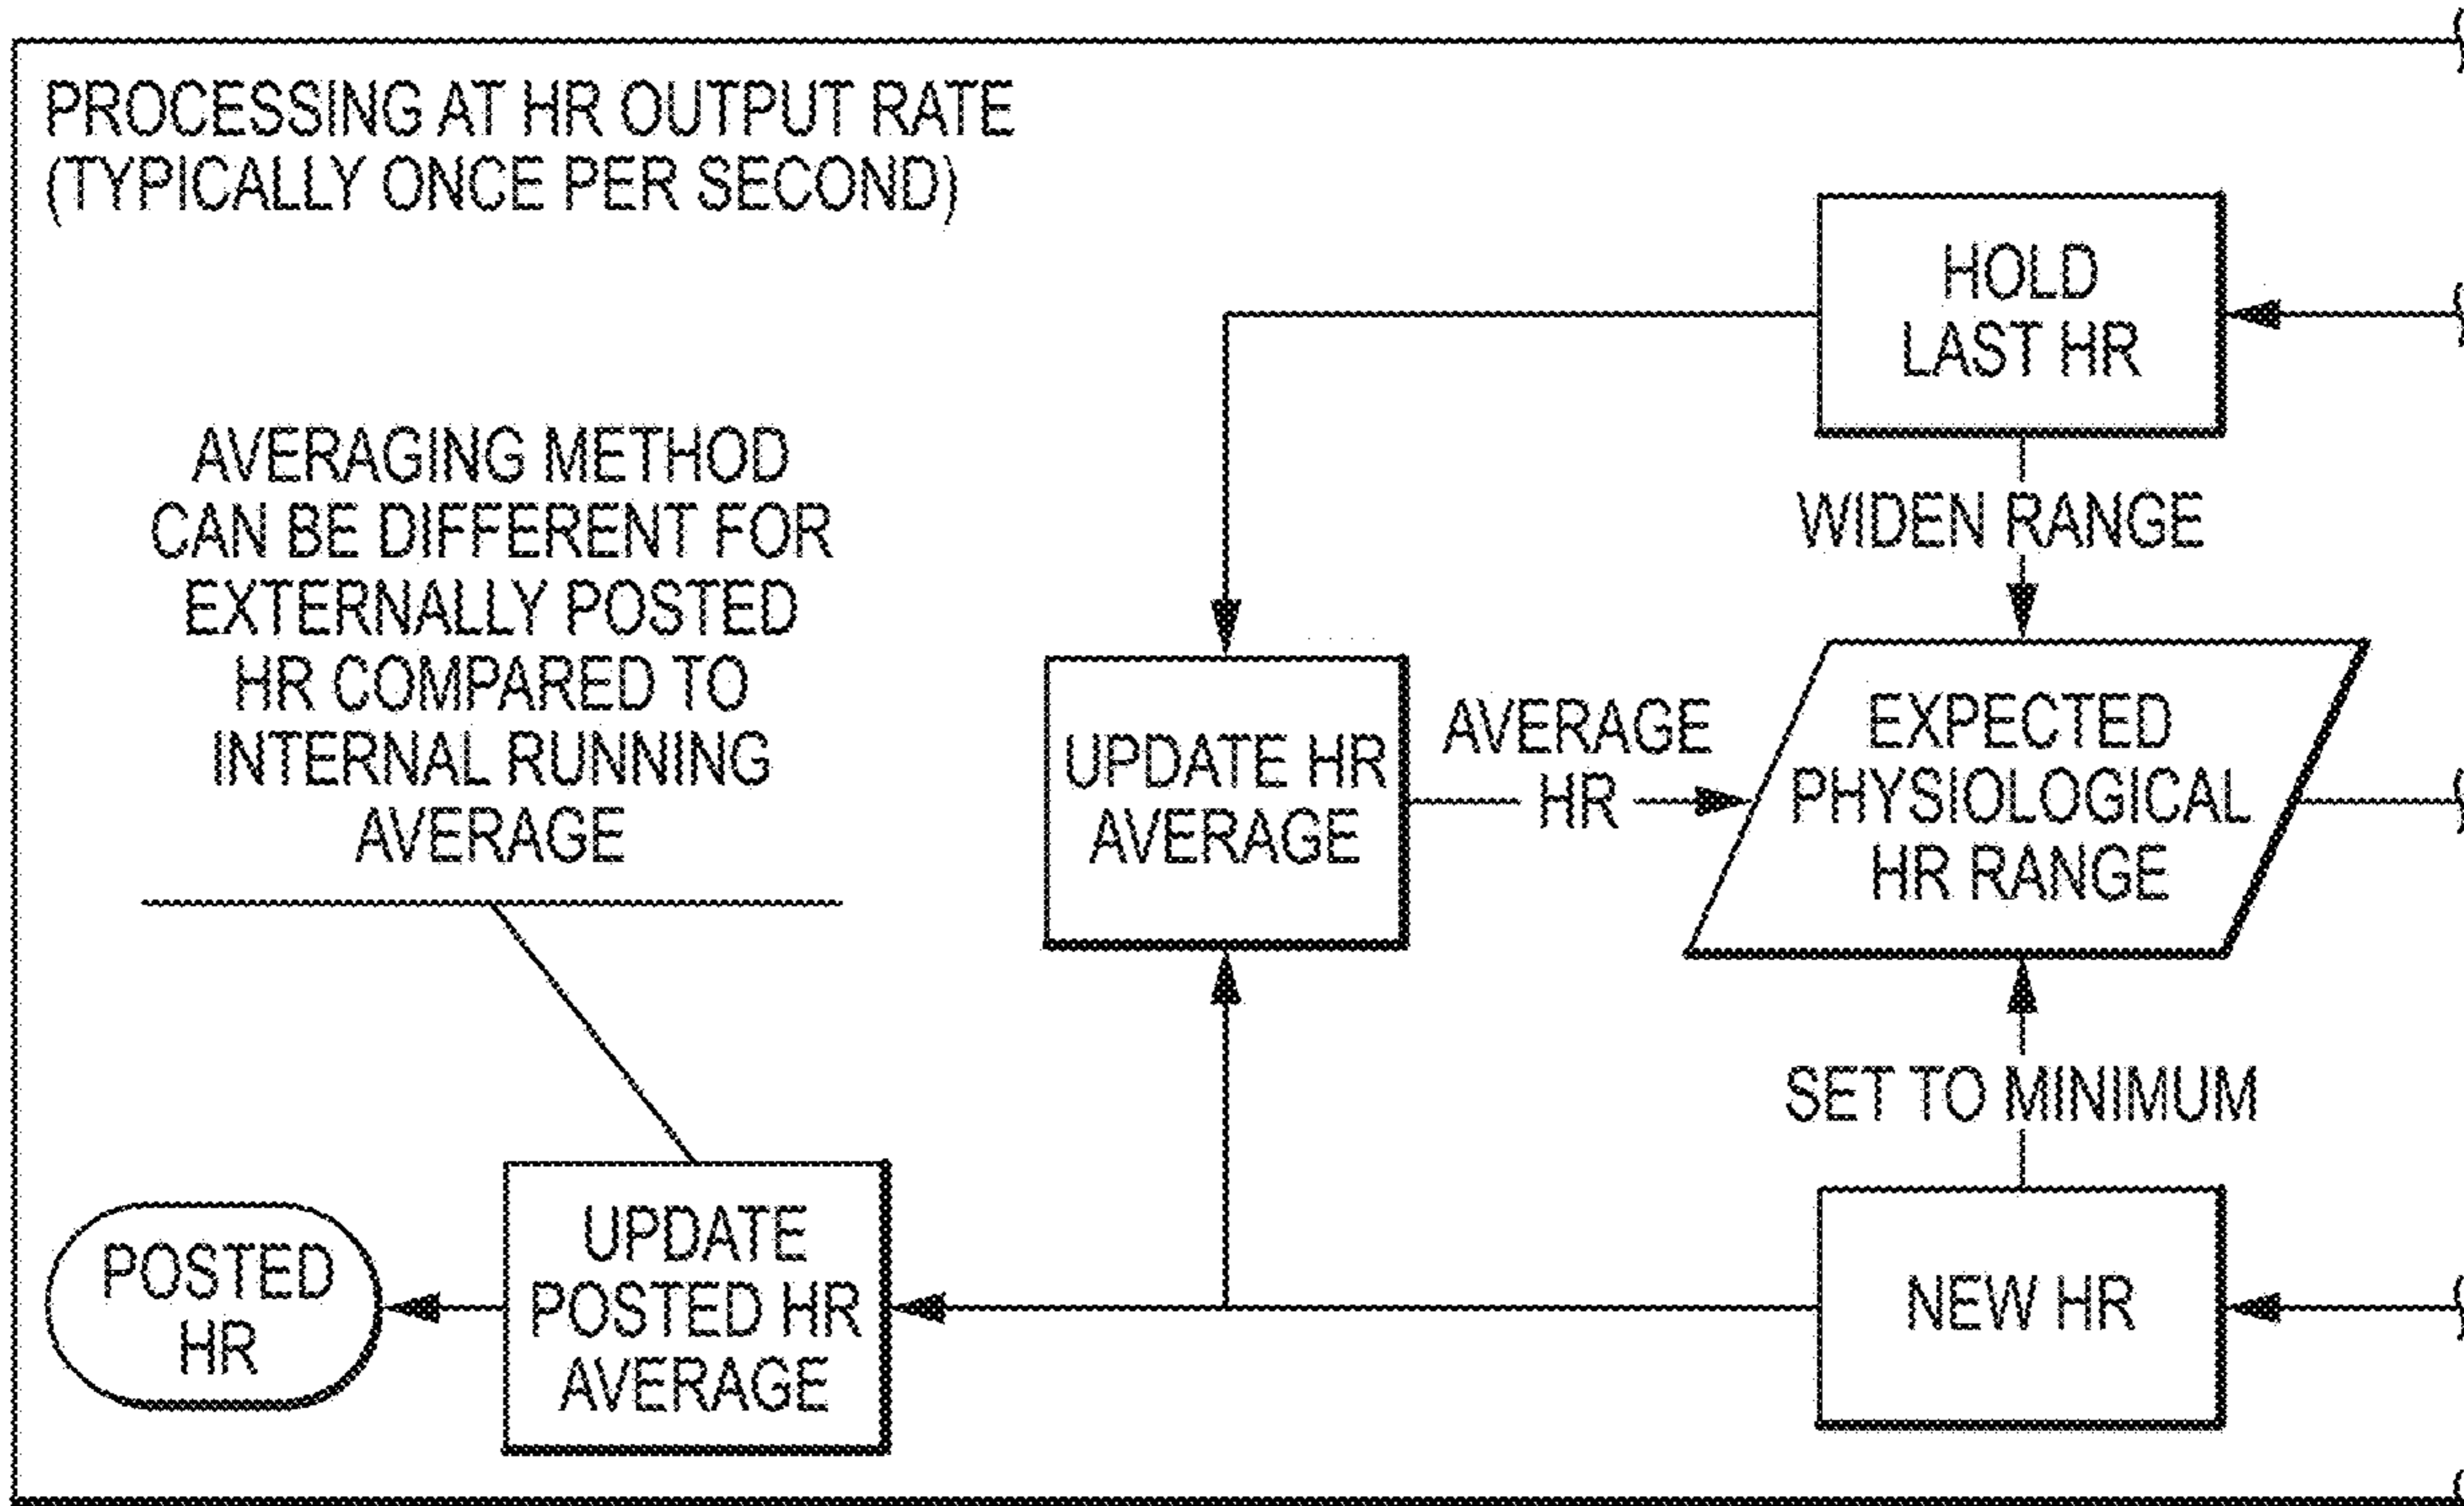 PROCESSING AT HR OUTPUT RATE
(TYPICALLY ONCE PER SECOND)
HOLD
LAST HR
AVERAGING METHOD
CAN BE DIFFERENT FOR
EXTERNALLY POSTED
HR COMPARED TO
INTERNAL RUNNING
AVERAGE
WIDEN RANGE
UPDATE HR
AVERAGE
AVERAGE
HR
EXPECTED
PHYSIOLOGICAL
HR RANGE
SET TO MINIMUM
POSTED
HR
UPDATE
POSTED HR
AVERAGE
NEW HR